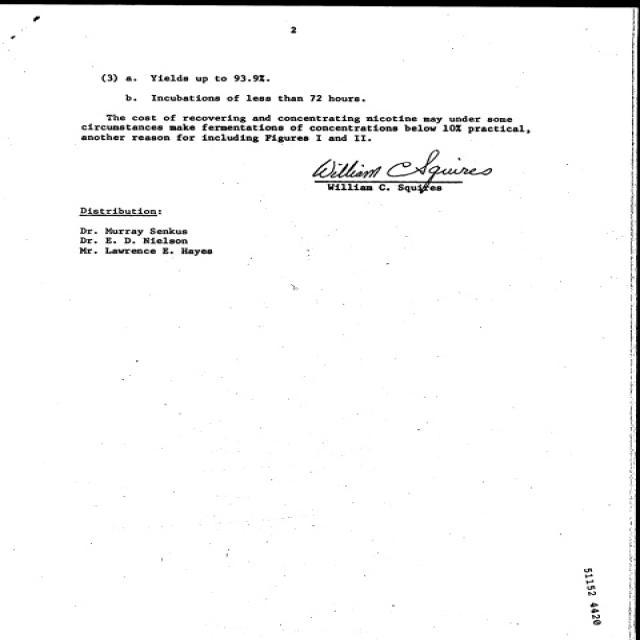 2
(3) a. Yields up to 93.9%.
b. Incubations of less than 72 hours.
The cost of recovering and concentrating nicotine may under some
circumstances make fermentations of concentrations below 10% practical,
another reason for including Figures I and II.
William C Squires
William C. Squires
Distribution:
Dr. Murray Senkus
Dr. E. D. Nielson
Mr. Lawrence E. Hayes
51152 4420